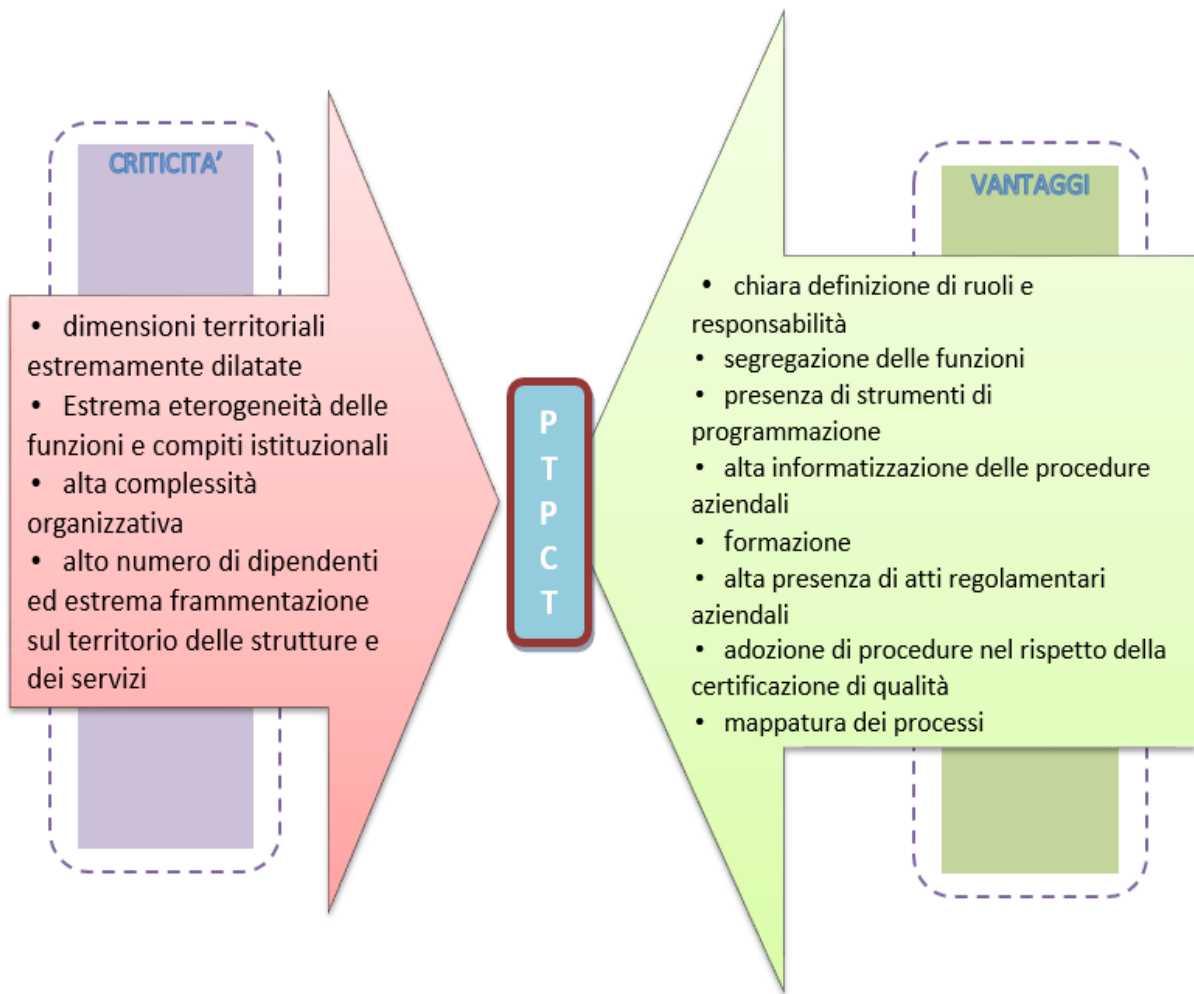 CRITICITA’
• dimensioni territoriali
estremamente dilatate
• Estrema eterogeneità delle
funzioni e compiti istituzionali
• alta complessità
organizzativa
• alto numero di dipendenti
ed estrema frammentazione
sul territorio delle strutture e
dei servizi
P
T
P
C
T
VANTAGGI
• chiara definizione di ruoli e
responsabilità
• segregazione delle funzioni
• presenza di strumenti di
programmazione
• alta informatizzazione delle procedure
aziendali
• formazione
• alta presenza di atti regolamentari
aziendali
• adozione di procedure nel rispetto della
certificazione di qualità
• mappatura dei processi